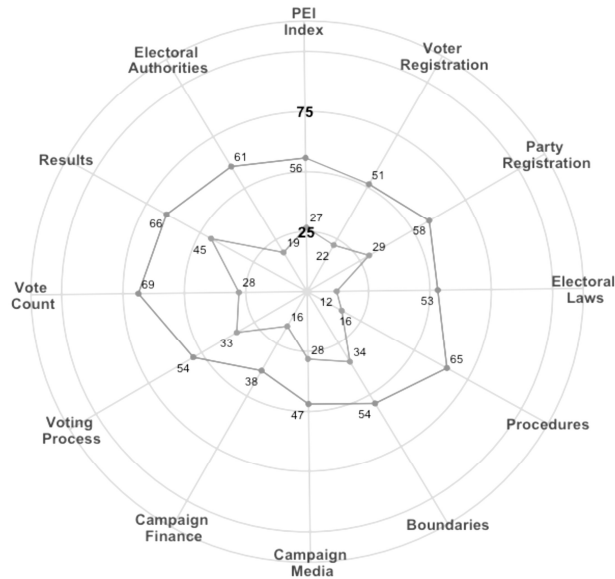 PEI
Index
Electoral
Authorities
Voter
Registration
75
Results
Party
Registration
61
56
51
66
58
27
25
45
19
22
29
Vote
Count
69
28
12
53
Electoral
Laws
16
16
33
28
34
65
54
38
47
54
Voting
Process
Procedures
Campaign
Finance
Boundaries
Campaign
Media